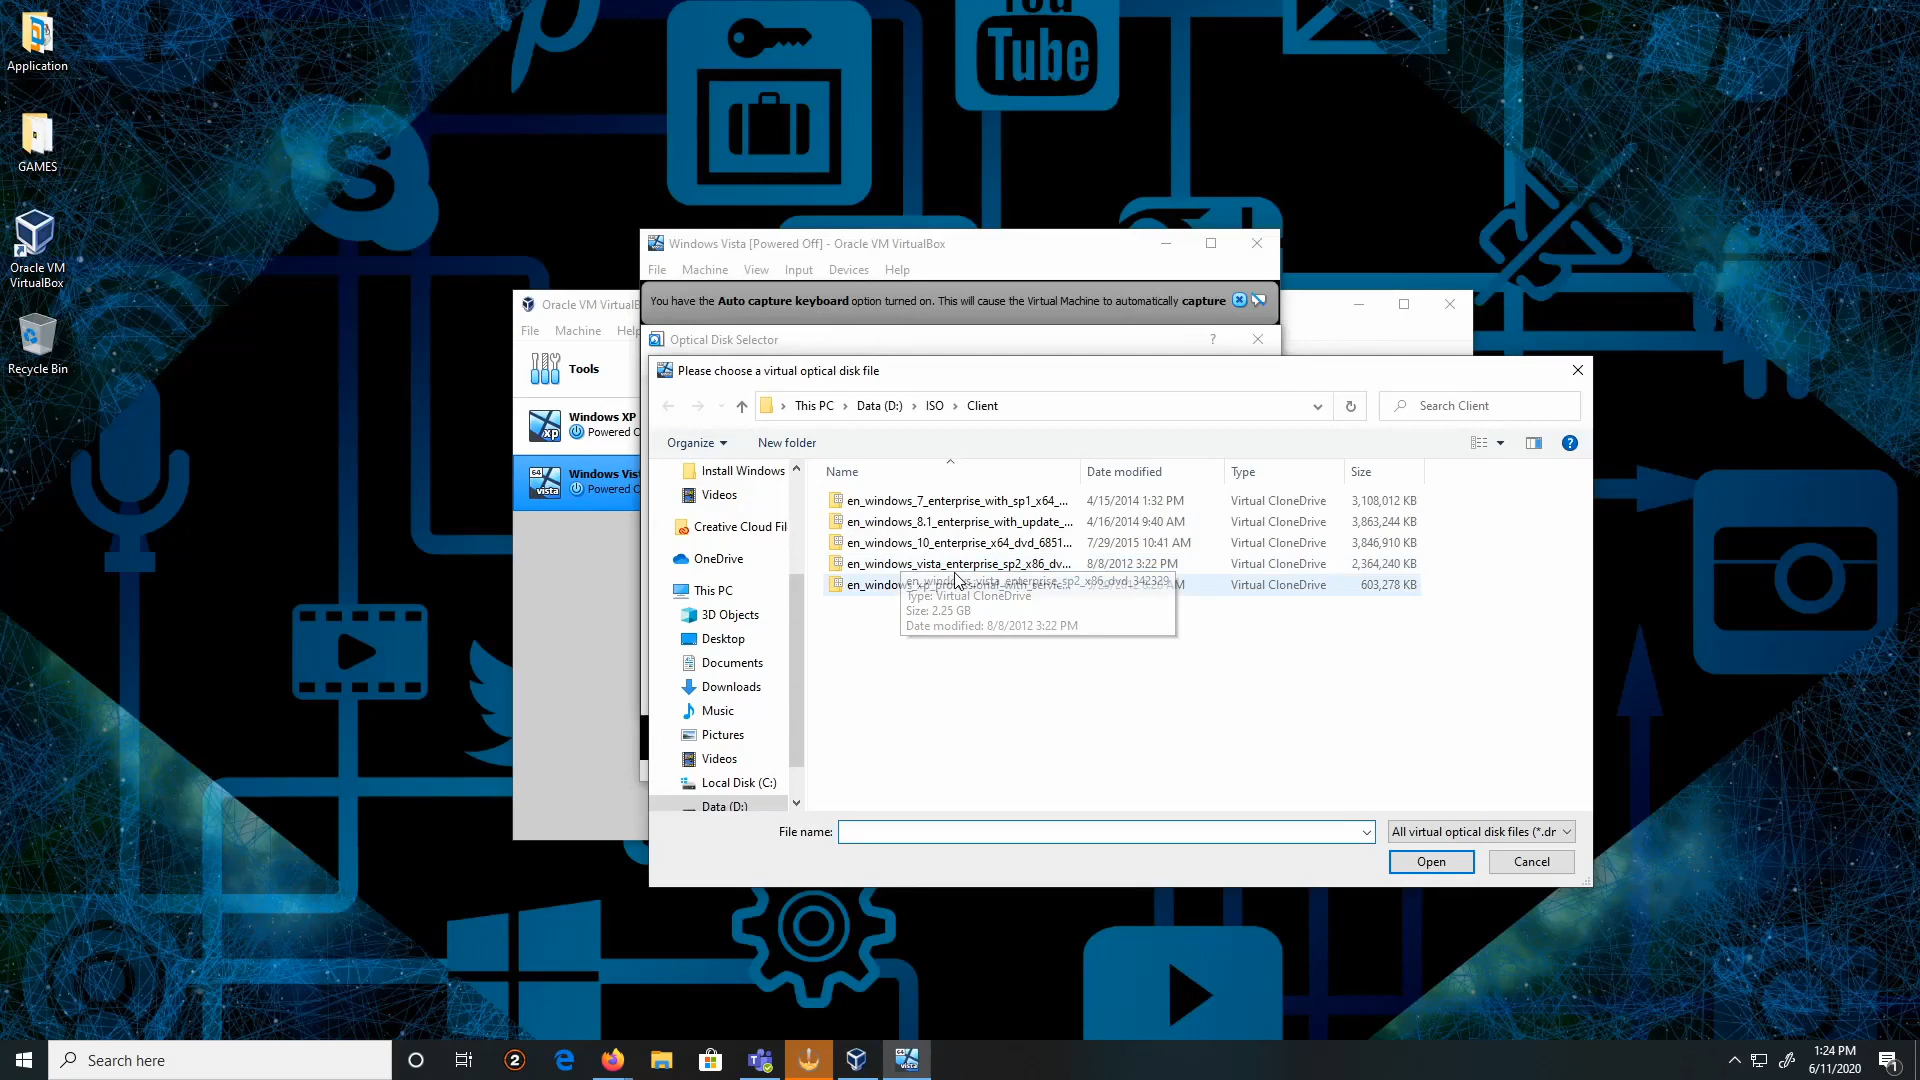 Application
GAMES
Oracle VM
VirtualBox
Recycle Bin
You
Tube
Windows Vista [Powered Off] - Oracle VM VirtualBox
File Machine View Input Devices Help
You have the Auto capture keyboard option turned on. This will cause the Virtual Machine to automatically capture
Oracle VM VirtualB
File Machine Help
Tools
Windows XP
Powered O
Windows Vis
Powered O
64
xp
vista
Optical Disk Selector
?
Please choose a virtual optical disk file
This PC › Data (D:) › ISO › Client
Search Client
Organize New folder
Name Date modified Type Size
en_windows_7_enterprise_with_sp1_x64_... 4/15/2014 1:32 PM Virtual CloneDrive 3,108,012 KB
en_windows_8.1_enterprise_with_update_... 4/16/2014 9:40 AM Virtual CloneDrive 3,863,244 KB
en_windows_10_enterprise_x64_dvd_6851... 7/29/2015 10:41 AM Virtual CloneDrive 3,846,910 KB
en_windows_vista_enterprise_sp2_x86_dv... 8/8/2012 3:22 PM Virtual CloneDrive 2,364,240 KB
en_windows_xp_professional_with_servic... Virtual CloneDrive 603,278 KB
en_windows_vista_enterprise_sp2_x86_dvd_342329
Type: Virtual CloneDrive
Size: 2.25 GB
Date modified: 8/8/2012 3:22 PM
Install Windows
Videos
Creative Cloud Fil
OneDrive
This PC
3D Objects
Desktop
Documents
Downloads
Music
Pictures
Videos
Local Disk (C:)
Data (D:)
File name:
All virtual optical disk files (*.dr
Open Cancel
Search here
1:24 PM
6/11/2020